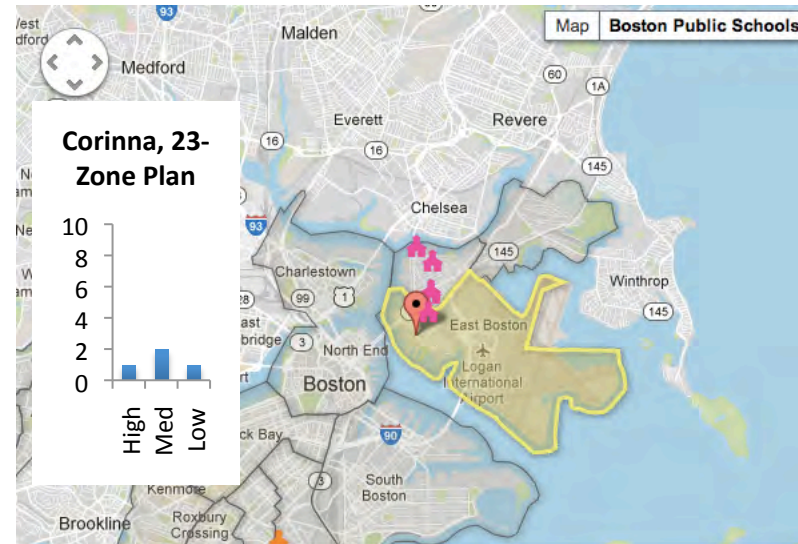 Map
Boston Public Schools
93
Malden
Medford
60
1A
Everett
Revere
16
16
145
Chelsea
93
145
Charlestown
Winthrop
99
1
145
East Boston
3
North End
Boston
Logan
International
Airport
90
South
Boston
3
Kenmore
Brookline
Roxbury
Crossing
Corinna, 23-
Zone Plan
10
8
6
4
2
0
High
Med
Low